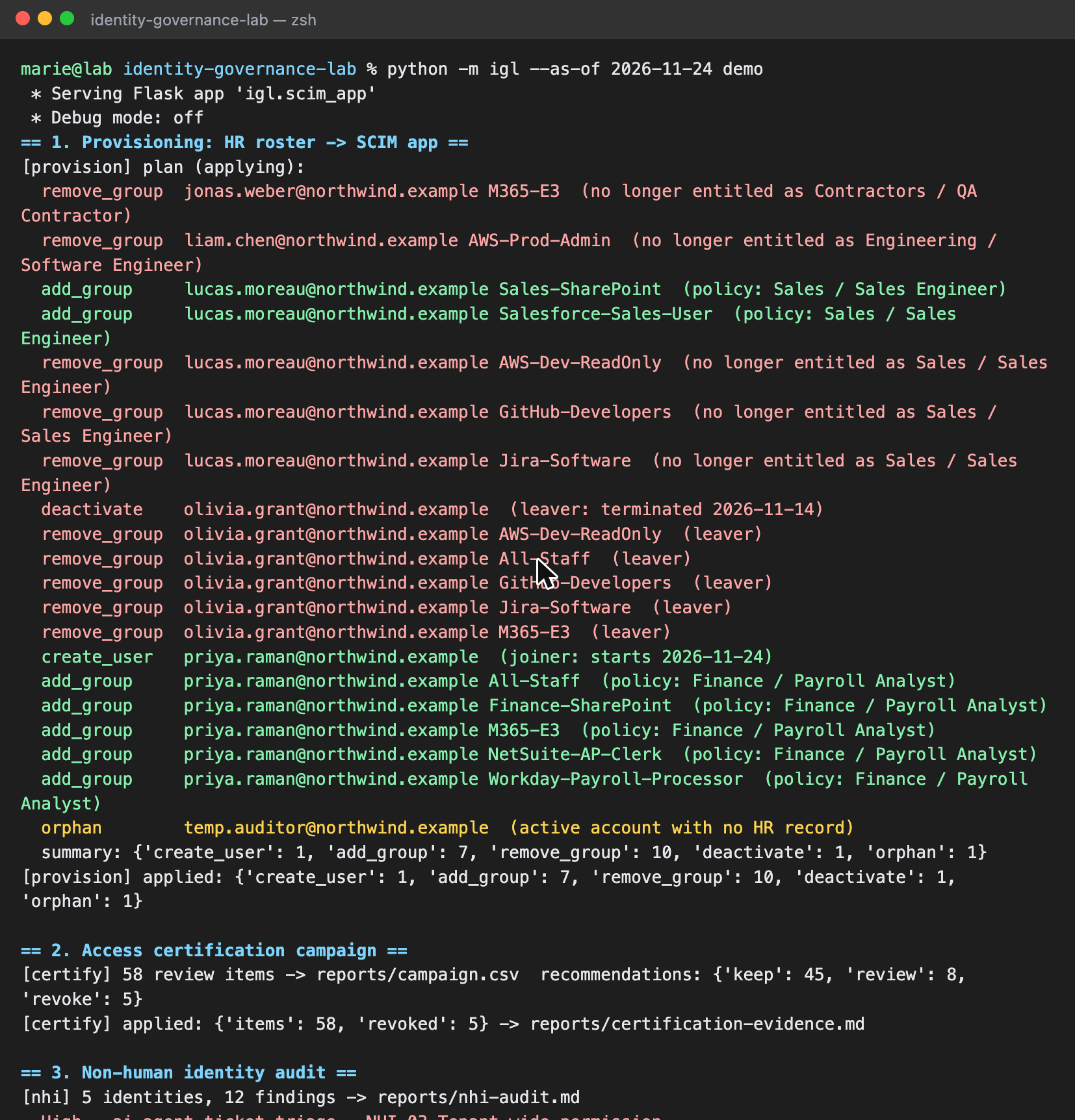 identity-governance-lab — zsh
marie@lab identity-governance-lab % python -m igl --as-of 2026-11-24 demo
 * Serving Flask app 'igl.scim_app'
 * Debug mode: off
== 1. Provisioning: HR roster -> SCIM app ==
[provision] plan (applying):
  remove_group  jonas.weber@northwind.example M365-E3  (no longer entitled as Contractors / QA
Contractor)
  remove_group  liam.chen@northwind.example AWS-Prod-Admin  (no longer entitled as Engineering /
Software Engineer)
  add_group     lucas.moreau@northwind.example Sales-SharePoint  (policy: Sales / Sales Engineer)
  add_group     lucas.moreau@northwind.example Salesforce-Sales-User  (policy: Sales / Sales
Engineer)
  remove_group  lucas.moreau@northwind.example AWS-Dev-ReadOnly  (no longer entitled as Sales / Sales
Engineer)
  remove_group  lucas.moreau@northwind.example GitHub-Developers  (no longer entitled as Sales /
Sales Engineer)
  remove_group  lucas.moreau@northwind.example Jira-Software  (no longer entitled as Sales / Sales
Engineer)
  deactivate    olivia.grant@northwind.example  (leaver: terminated 2026-11-14)
  remove_group  olivia.grant@northwind.example AWS-Dev-ReadOnly  (leaver)
  remove_group  olivia.grant@northwind.example All-Staff  (leaver)
  remove_group  olivia.grant@northwind.example GitHub-Developers  (leaver)
  remove_group  olivia.grant@northwind.example Jira-Software  (leaver)
  remove_group  olivia.grant@northwind.example M365-E3  (leaver)
  create_user   priya.raman@northwind.example  (joiner: starts 2026-11-24)
  add_group     priya.raman@northwind.example All-Staff  (policy: Finance / Payroll Analyst)
  add_group     priya.raman@northwind.example Finance-SharePoint  (policy: Finance / Payroll Analyst)
  add_group     priya.raman@northwind.example M365-E3  (policy: Finance / Payroll Analyst)
  add_group     priya.raman@northwind.example NetSuite-AP-Clerk  (policy: Finance / Payroll Analyst)
  add_group     priya.raman@northwind.example Workday-Payroll-Processor  (policy: Finance / Payroll
Analyst)
  orphan        temp.auditor@northwind.example  (active account with no HR record)
  summary: {'create_user': 1, 'add_group': 7, 'remove_group': 10, 'deactivate': 1, 'orphan': 1}
[provision] applied: {'create_user': 1, 'add_group': 7, 'remove_group': 10, 'deactivate': 1,
'orphan': 1}
== 2. Access certification campaign ==
[certify] 58 review items -> reports/campaign.csv  recommendations: {'keep': 45, 'review': 8,
'revoke': 5}
[certify] applied: {'items': 58, 'revoked': 5} -> reports/certification-evidence.md
== 3. Non-human identity audit ==
[nhi] 5 identities, 12 findings -> reports/nhi-audit.md